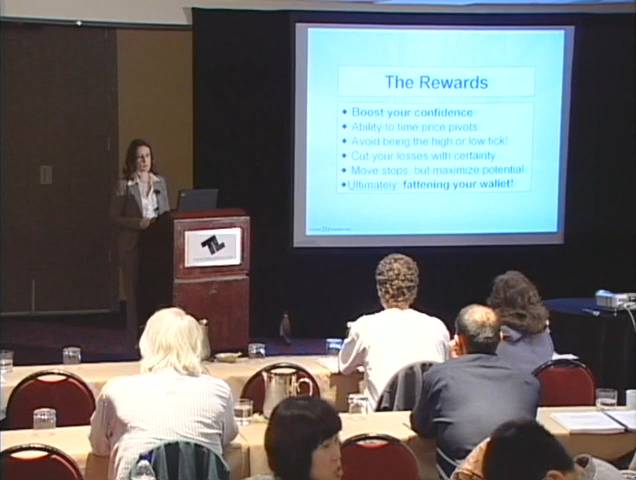 The Rewards
Boost your confidence
Ability to time price pivots
Avoid being the high or low tick!
Cut your losses with certainty
Move stops, but maximize potential
Ultimately, fattening your wallet!